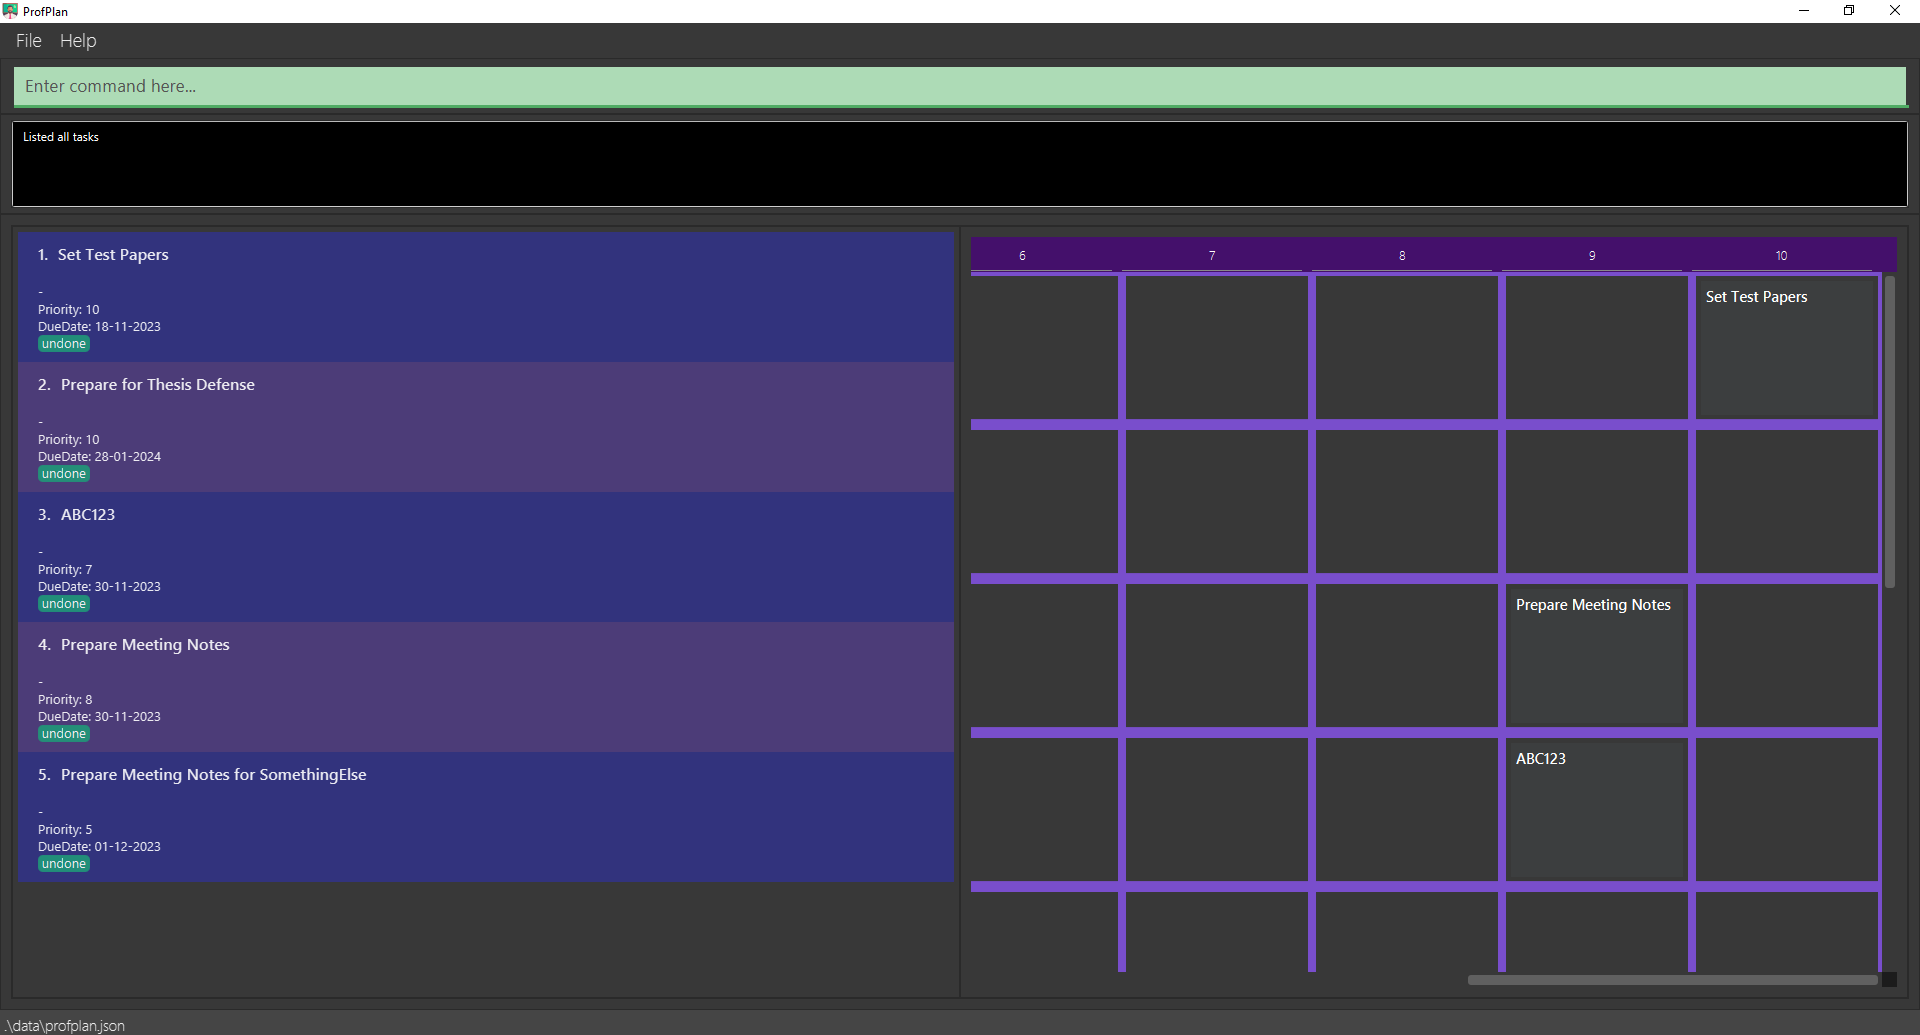 ProfPlan
File Help
Enter command here...
Listed all tasks
1. Set Test Papers
-
Priority: 10
DueDate: 18-11-2023
undone
2. Prepare for Thesis Defense
-
Priority: 10
DueDate: 28-01-2024
undone
3. ABC123
-
Priority: 7
DueDate: 30-11-2023
undone
4. Prepare Meeting Notes
-
Priority: 8
DueDate: 30-11-2023
undone
5. Prepare Meeting Notes for SomethingElse
-
Priority: 5
DueDate: 01-12-2023
undone
6 7 8 9 10
Set Test Papers
Prepare Meeting Notes
ABC123
.\data\profplan.json